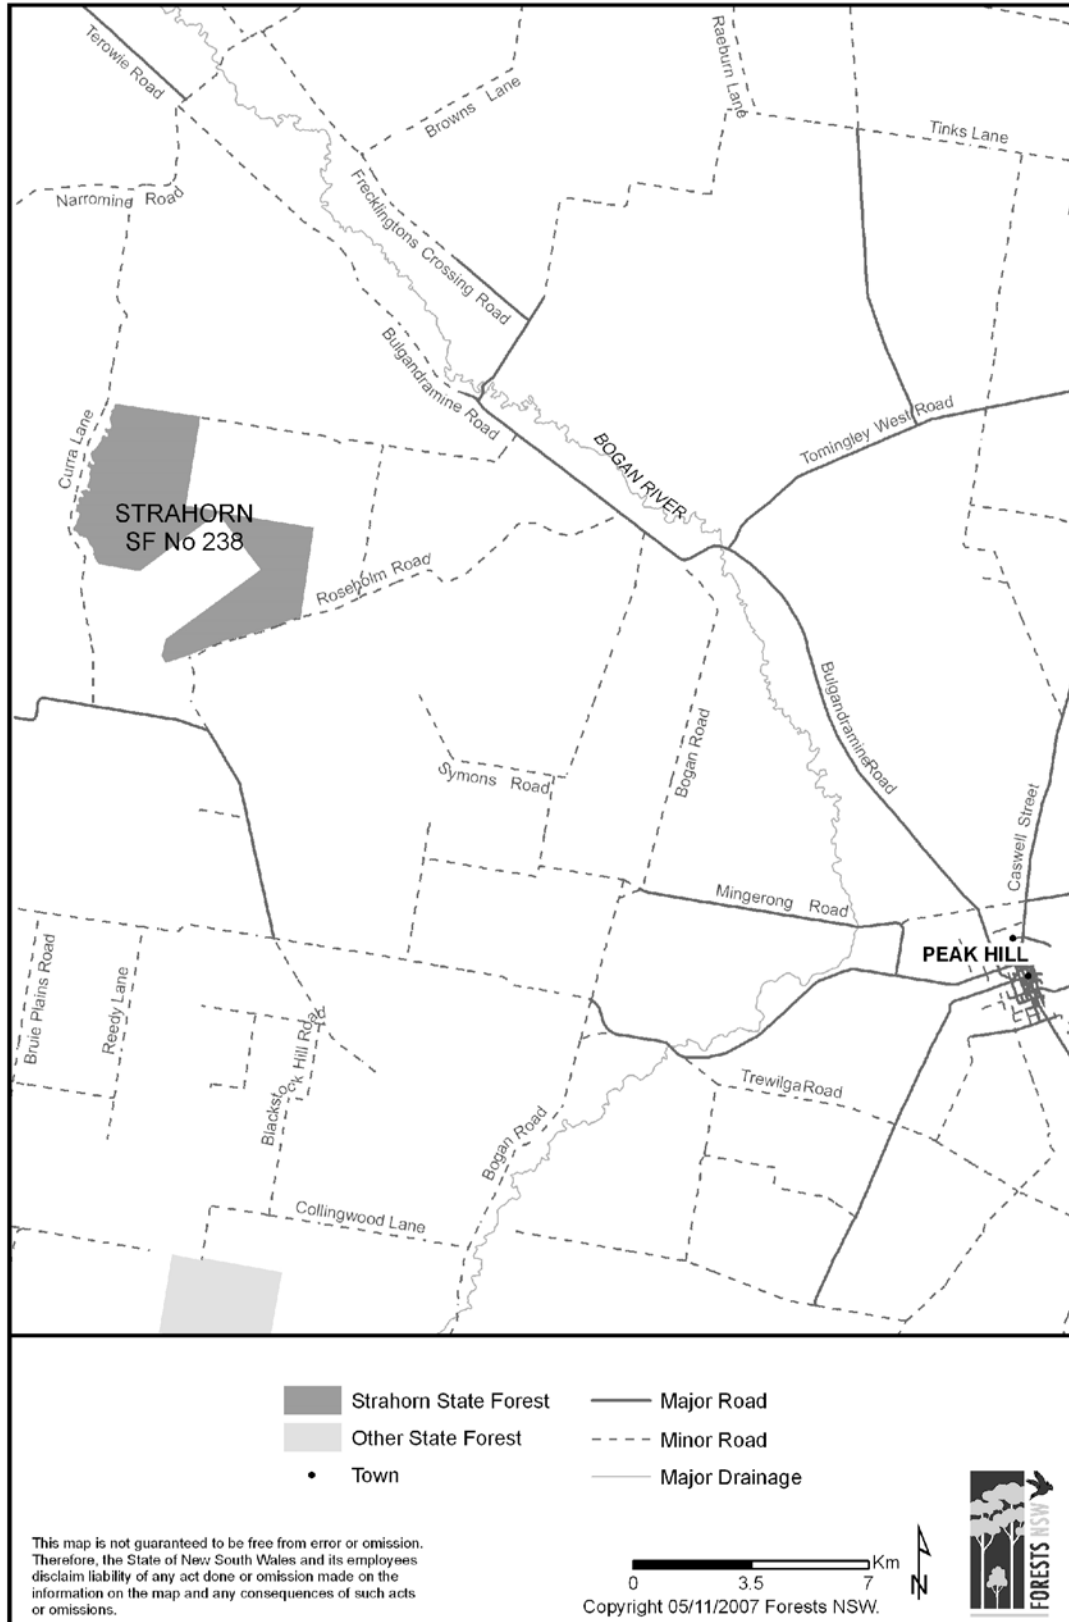 Terowie Road
Raeburn Lane
Browns Lane
Tinks Lane
Narromine Road
Frecklingtons Crossing Road
Bulgandramine Road
Curra Lane
Tomingley West Road
BOGAN RIVER
STRAHORN
SF No 238
Roseholm Road
Bulgandramine Road
Bogan Road
Symons Road
Caswell Street
Mingerong Road
PEAK HILL
Bruie Plains Road
Reedy Lane
Blackstock Hill Road
Trewilga Road
Bogan Road
Collingwood Lane
Strahorn State Forest
Other State Forest
Town
Major Road
Minor Road
Major Drainage
This map is not guaranteed to be free from error or omission.
Therefore, the State of New South Wales and its employees
disclaim liability of any act done or omission made on the
information on the map and any consequences of such acts
or omissions.
Km
0 3.5 7
N
Copyright 05/11/2007 Forests NSW.
FORESTS NSW